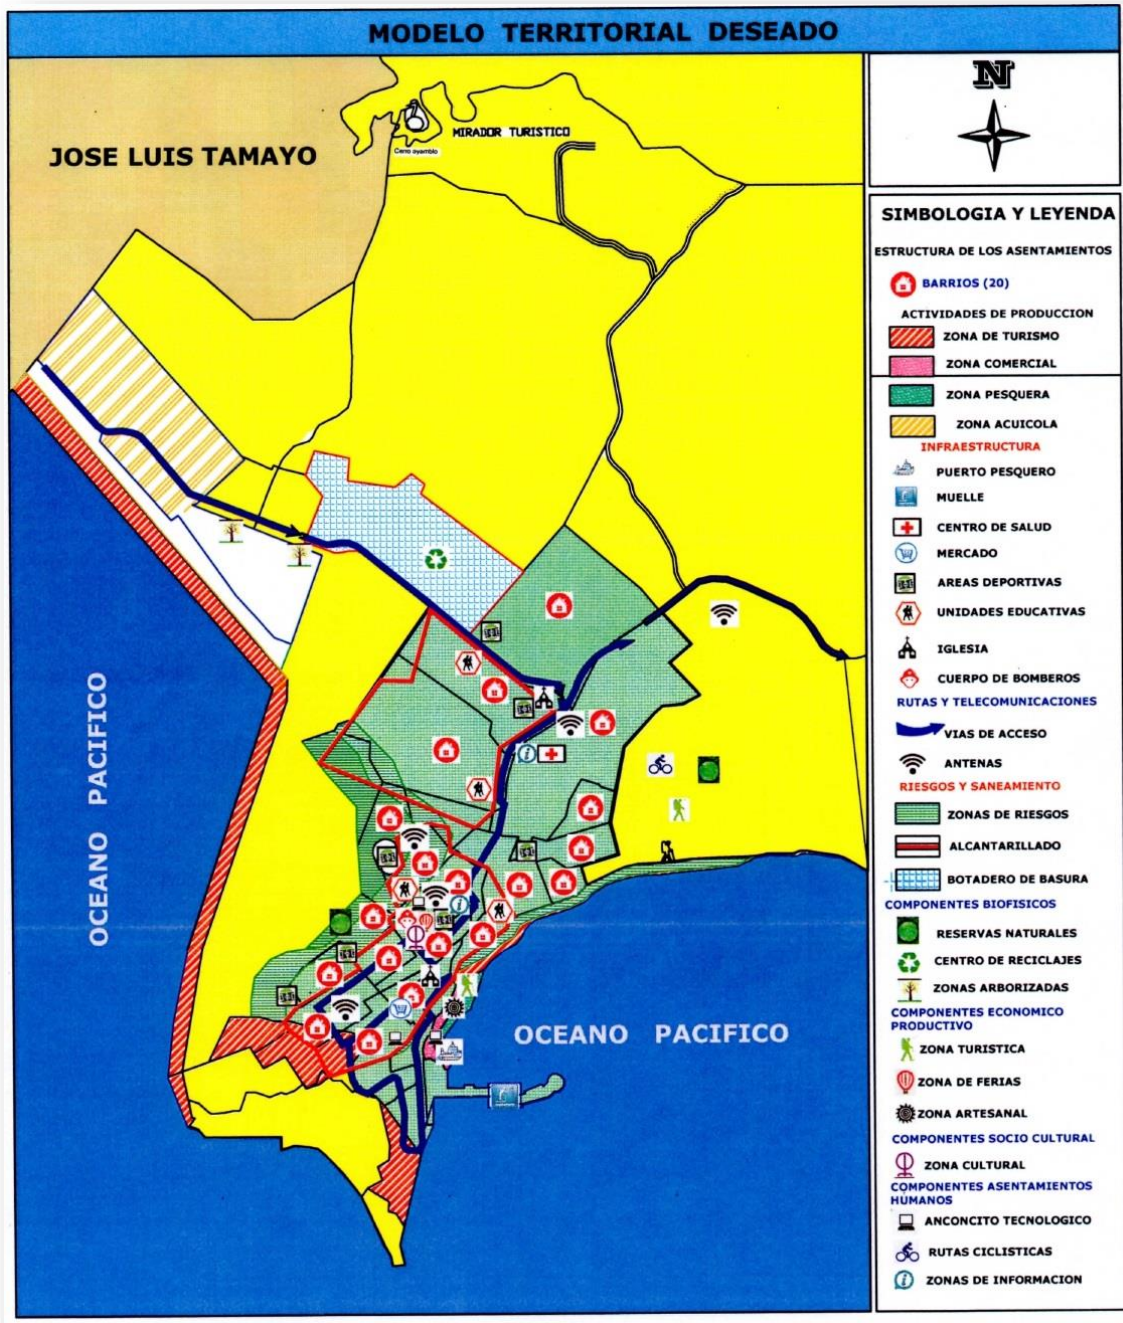 MODELO TERRITORIAL DESEADO
N
JOSE LUIS TAMAYO
MIRADOR TURISTICO
Cerro ayamblo
OCEANO PACIFICO
OCEANO PACIFICO
SIMBOLOGIA Y LEYENDA
ESTRUCTURA DE LOS ASENTAMIENTOS
BARRIOS (20)
ACTIVIDADES DE PRODUCCION
ZONA DE TURISMO
ZONA COMERCIAL
ZONA PESQUERA
ZONA ACUICOLA
INFRAESTRUCTURA
PUERTO PESQUERO
MUELLE
CENTRO DE SALUD
MERCADO
AREAS DEPORTIVAS
UNIDADES EDUCATIVAS
IGLESIA
CUERPO DE BOMBEROS
RUTAS Y TELECOMUNICACIONES
VIAS DE ACCESO
ANTENAS
RIESGOS Y SANEAMIENTO
ZONAS DE RIESGOS
ALCANTARILLADO
BOTADERO DE BASURA
COMPONENTES BIOFISICOS
RESERVAS NATURALES
CENTRO DE RECICLAJES
ZONAS ARBORIZADAS
COMPONENTES ECONOMICO
PRODUCTIVO
ZONA TURISTICA
ZONA DE FERIAS
ZONA ARTESANAL
COMPONENTES SOCIO CULTURAL
ZONA CULTURAL
COMPONENTES ASENTAMIENTOS
HÚMANOS
ANCONCITO TECNOLOGICO
RUTAS CICLISTICAS
ZONAS DE INFORMACION